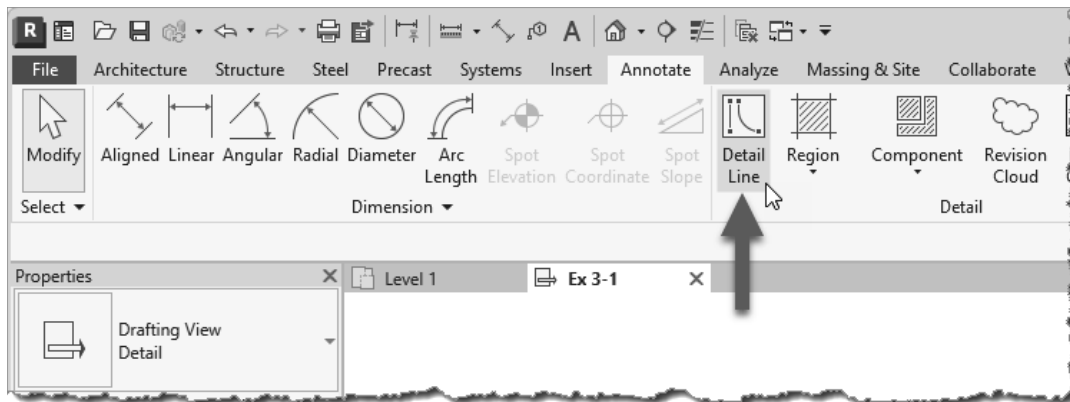 R A
File Architecture Structure Steel Precast Systems Insert Annotate Analyze Massing & Site Collaborate
Modify Aligned Linear Angular Radial Diameter Arc Length Spot Elevation Spot Coordinate Spot Slope Detail Line Region Component Revision Cloud
Select Dimension Detail
Properties Level 1 Ex 3-1
Drafting View
Detail